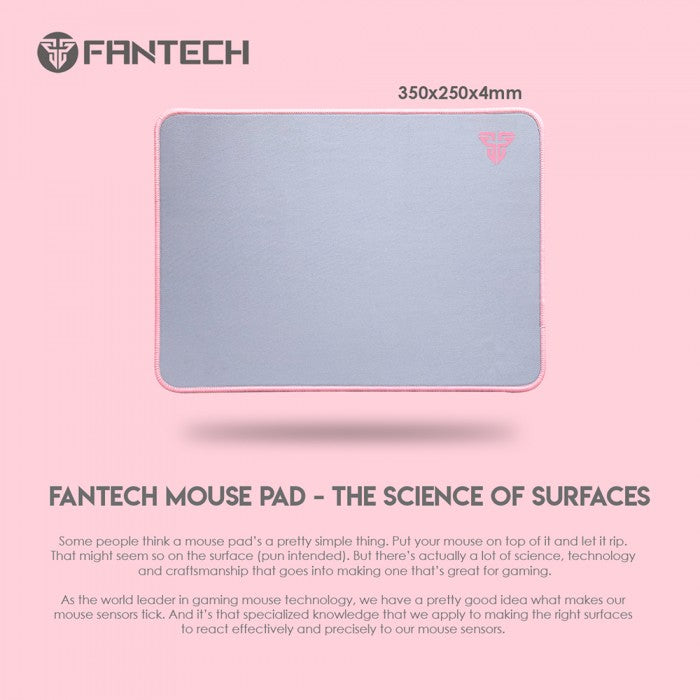 FANTECH
350x250x4mm
FANTECH MOUSE PAD - THE SCIENCE OF SURFACES
Some people think a mouse pad's a pretty simple thing. Put your mouse on top of it and let it rip.
That might seem so on the surface (pun intended). But there's actually a lot of science, technology
and craftsmanship that goes into making one that's great for gaming.
As the world leader in gaming mouse technology, we have a pretty good idea what makes our
mouse sensors tick. And it's that specialized knowledge that we apply to making the right surfaces
to react effectively and precisely to our mouse sensors.